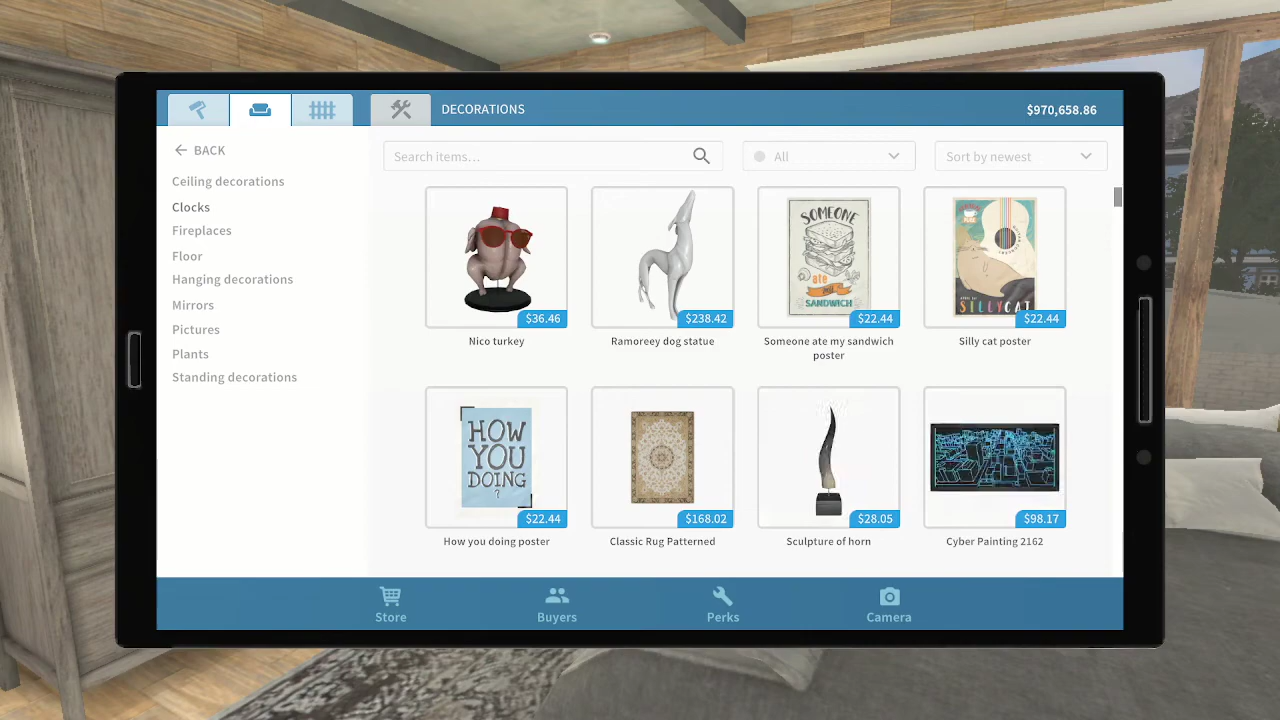 DECORATIONS
$970,658.86
BACK
Search items...
All
Sort by newest
Ceiling decorations
Clocks
Fireplaces
Floor
Hanging decorations
Mirrors
Pictures
Plants
Standing decorations
$36.46
Nico turkey
$238.42
Ramoreey dog statue
SOMEONE
ate
SANDWICH
$22.44
Someone ate my sandwich
poster
SILLYCAT
$22.44
Silly cat poster
HOW
YOU
DOING
?
$22.44
How you doing poster
$168.02
Classic Rug Patterned
$28.05
Sculpture of horn
$98.17
Cyber Painting 2162
Store
Buyers
Perks
Camera